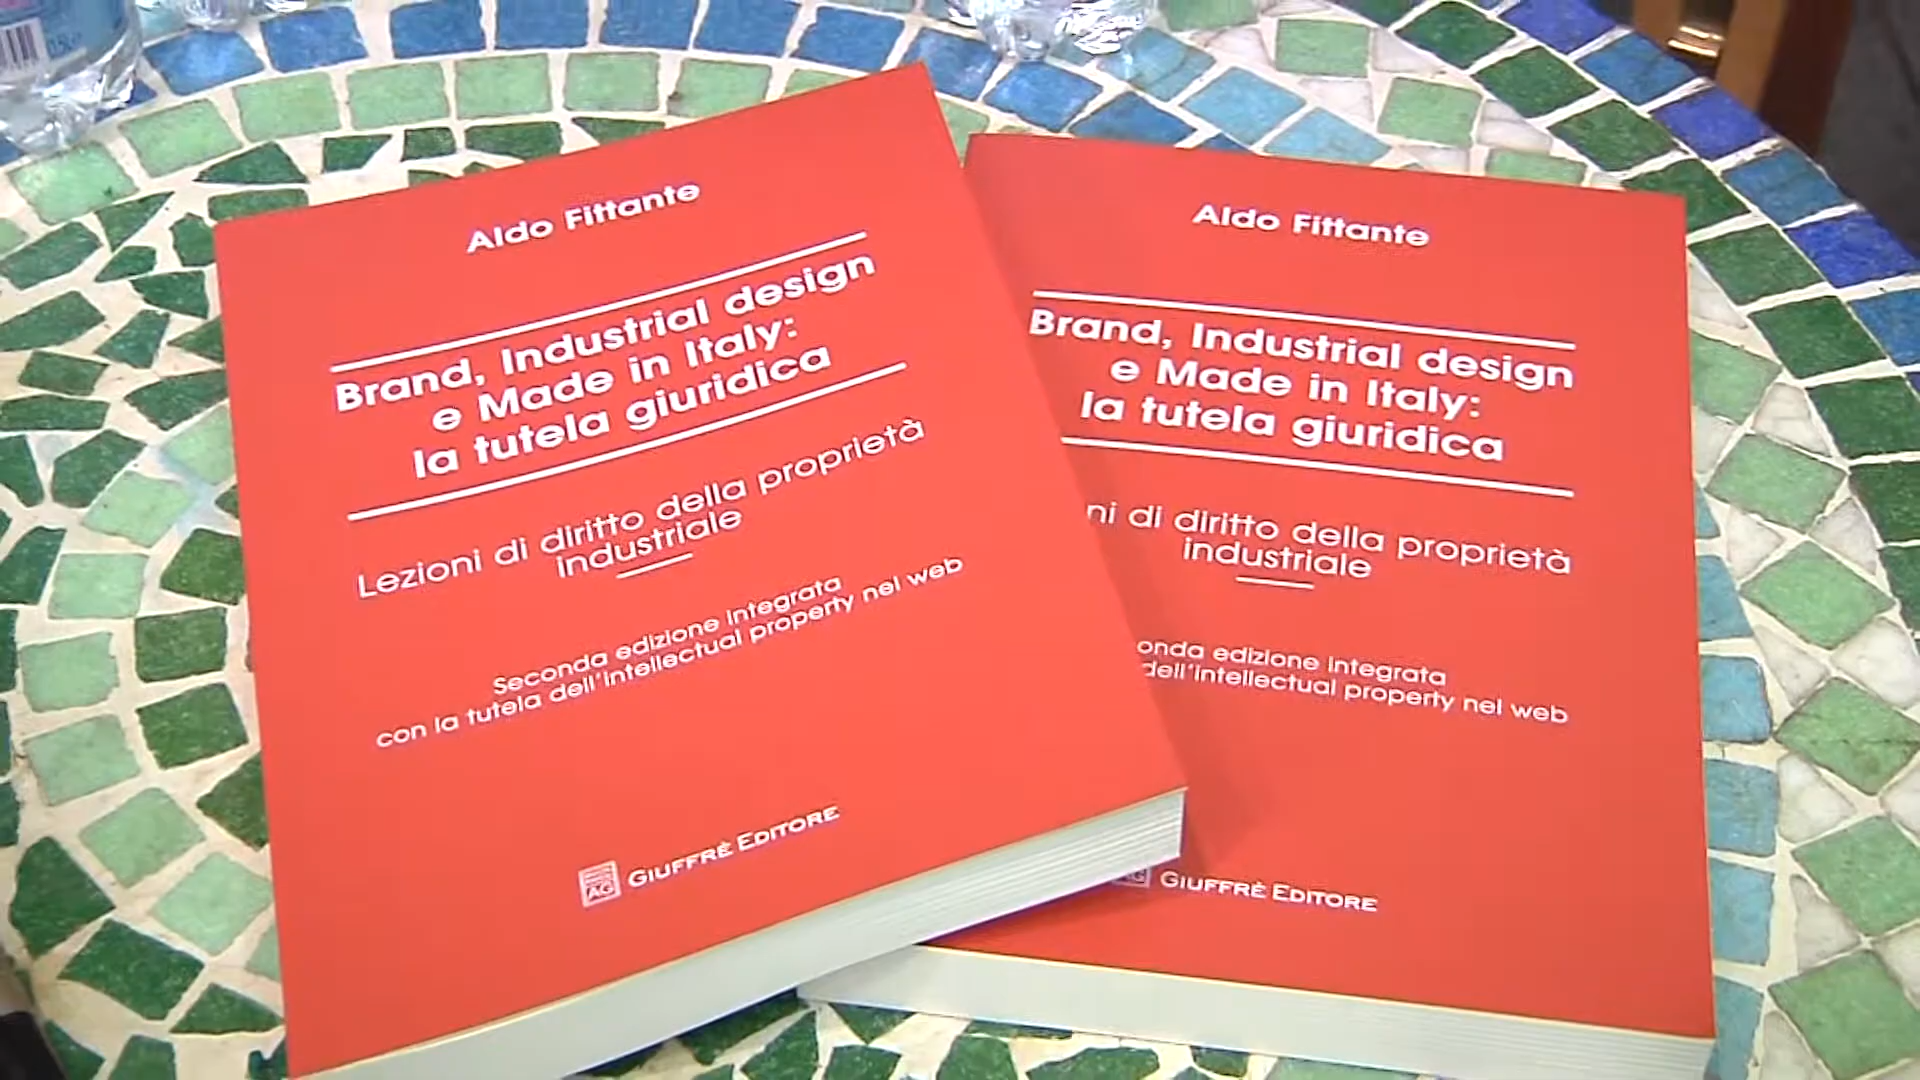 Aldo Fittante
Brand, Industrial design
e Made in Italy:
la tutela giuridica
Lezioni di diritto della proprietà
industriale
Seconda edizione integrata
con la tutela dell'intellectual property nel web
AG GIUFFRÈ EDITORE
Aldo Fittante
Brand, Industrial design
e Made in Italy:
la tutela giuridica
ni di diritto della proprietà
industriale
onda edizione integrata
dell'intellectual property nel web
AG GIUFFRÈ EDITORE